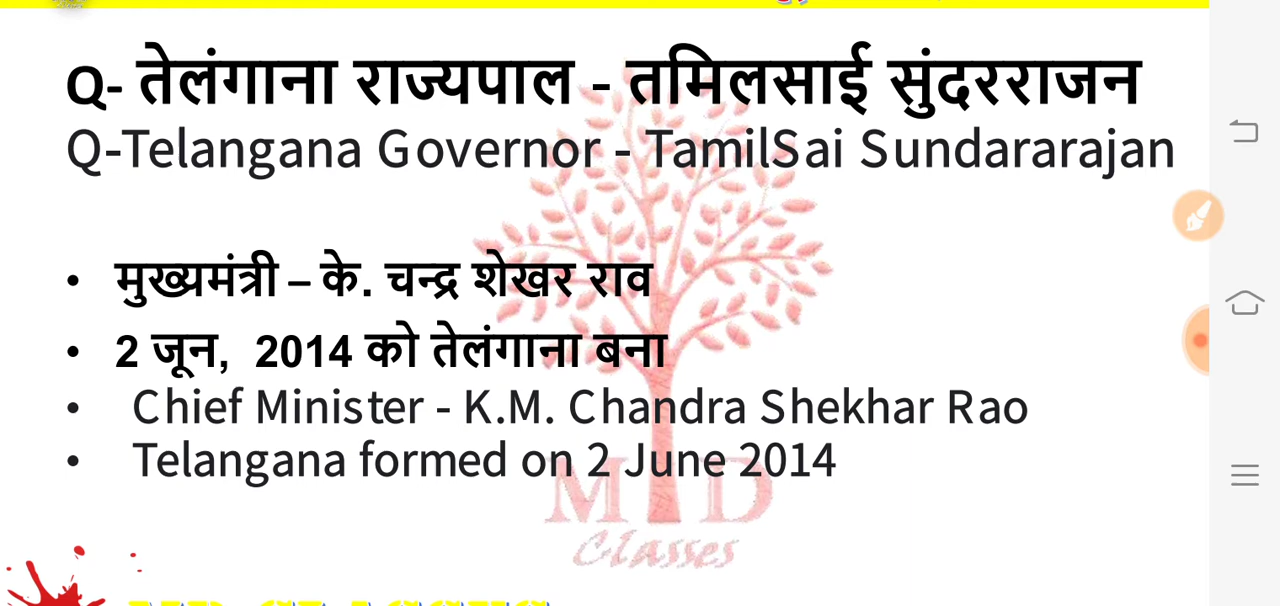 Q- तेलंगाना राज्यपाल - तमिलसाई सुंदरराजन
Q-Telangana Governor - TamilSai Sundararajan
• मुख्यमंत्री – के. चन्द्र शेखर राव
• 2 जून, 2014 को तेलंगाना बना
• Chief Minister - K.M. Chandra Shekhar Rao
• Telangana formed on 2 June 2014
MD
Classes